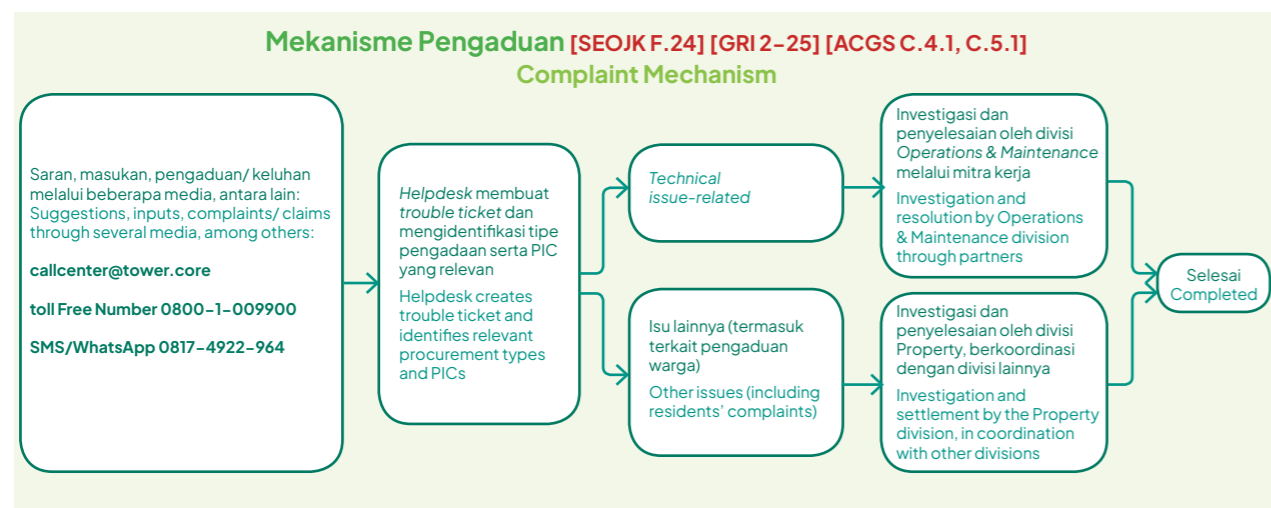 Mekanisme Pengaduan [SEOJK F.24] [GRI 2-25] [ACGS C.4.1, C.5.1]
Complaint Mechanism
Saran, masukan, pengaduan/ keluhan
melalui beberapa media, antara lain:
Suggestions, inputs, complaints/ claims
through several media, among others:
callcenter@tower.core
toll Free Number 0800-1-009900
SMS/WhatsApp 0817-4922-964
Helpdesk membuat
trouble ticket dan
mengidentifikasi tipe
pengadaan serta PIC
yang relevan
Helpdesk creates
trouble ticket and
identifies relevant
procurement types
and PICs
Technical
issue-related
Isu lainnya (termasuk
terkait pengaduan
warga)
Other issues (including
residents' complaints)
Investigasi dan
penyelesaian oleh divisi
Operations & Maintenance
melalui mitra kerja
Investigation and
resolution by Operations
& Maintenance division
through partners
Investigasi dan
penyelesaian oleh divisi
Property, berkoordinasi
dengan divisi lainnya
Investigation and
settlement by the Property
division, in coordination
with other divisions
Selesai
Completed